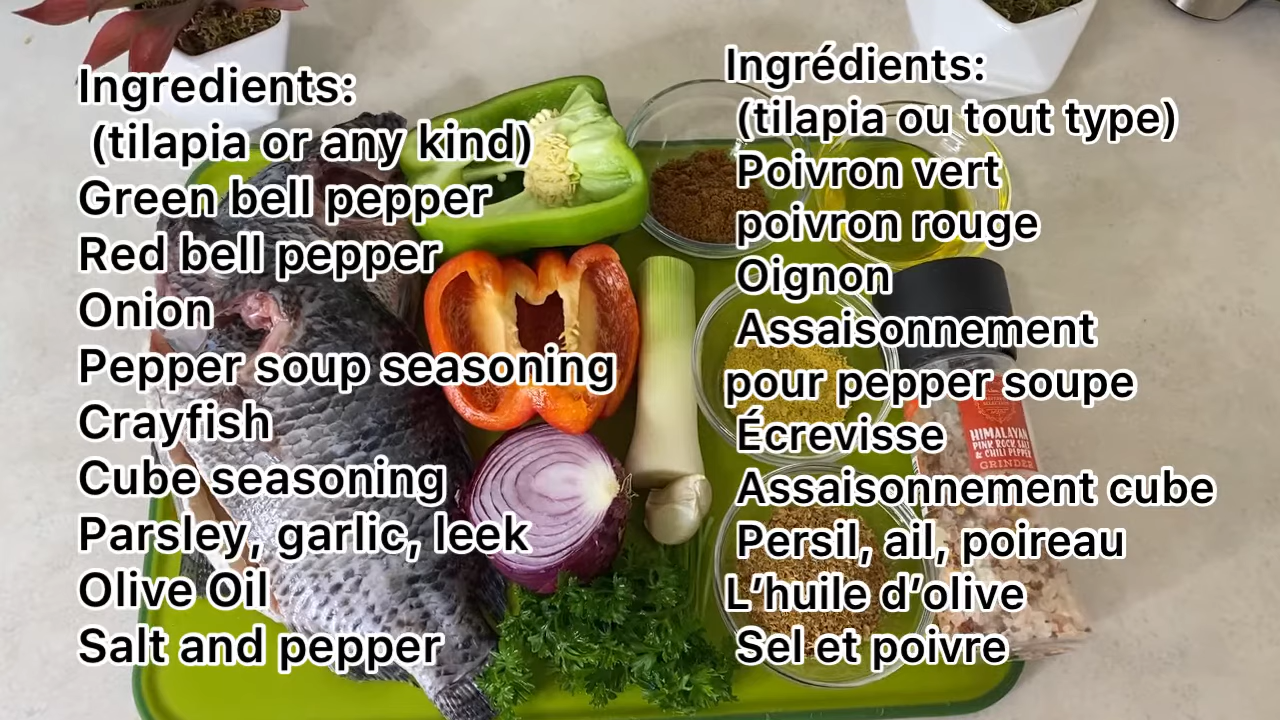 Ingredients:
(tilapia or any kind)
Green bell pepper
Red bell pepper
Onion
Pepper soup seasoning
Crayfish
Cube seasoning
Parsley, garlic, leek
Olive Oil
Salt and pepper
Ingrédients:
(tilapia ou tout type)
Poivron vert
poivron rouge
Oignon
Assaisonnement
pour pepper soupe
Écrevisse
Assaisonnement cube
Persil, ail, poireau
L’huile d’olive
Sel et poivre
HIMALAYAN
PINK ROCK SALT
& CHILI PEPPER
GRINDER